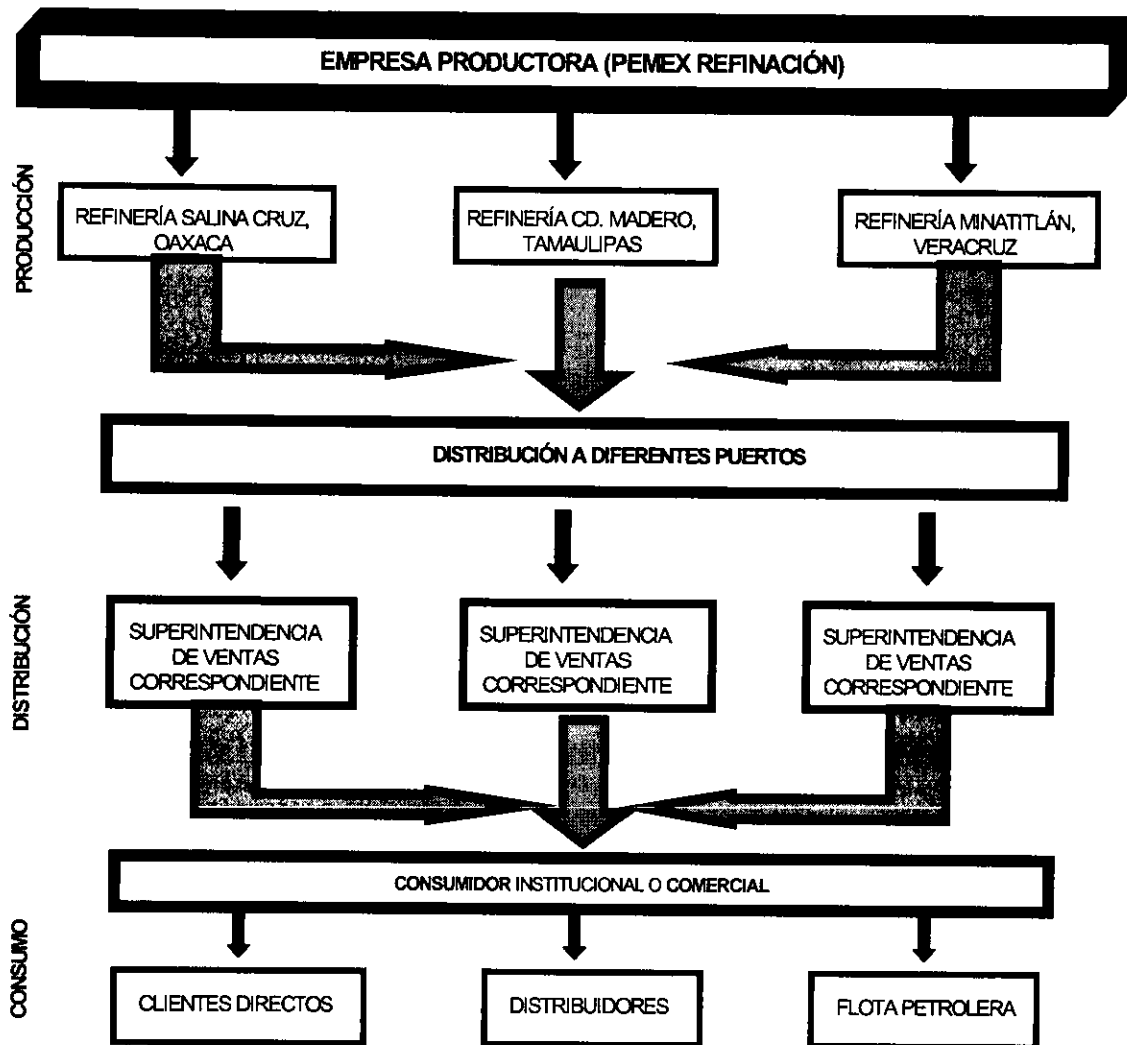 EMPRESA PRODUCTORA (PEMEX REFINACIÓN)
PRODUCCIÓN
REFINERÍA SALINA CRUZ,
OAXACA
REFINERÍA CD. MADERO,
TAMAULIPAS
REFINERÍA MINATITLÁN,
VERACRUZ
DISTRIBUCIÓN A DIFERENTES PUERTOS
DISTRIBUCIÓN
SUPERINTENDENCIA
DE VENTAS
CORRESPONDIENTE
SUPERINTENDENCIA
DE VENTAS
CORRESPONDIENTE
SUPERINTENDENCIA
DE VENTAS
CORRESPONDIENTE
CONSUMIDOR INSTITUCIONAL O COMERCIAL
CONSUMO
CLIENTES DIRECTOS
DISTRIBUIDORES
FLOTA PETROLERA